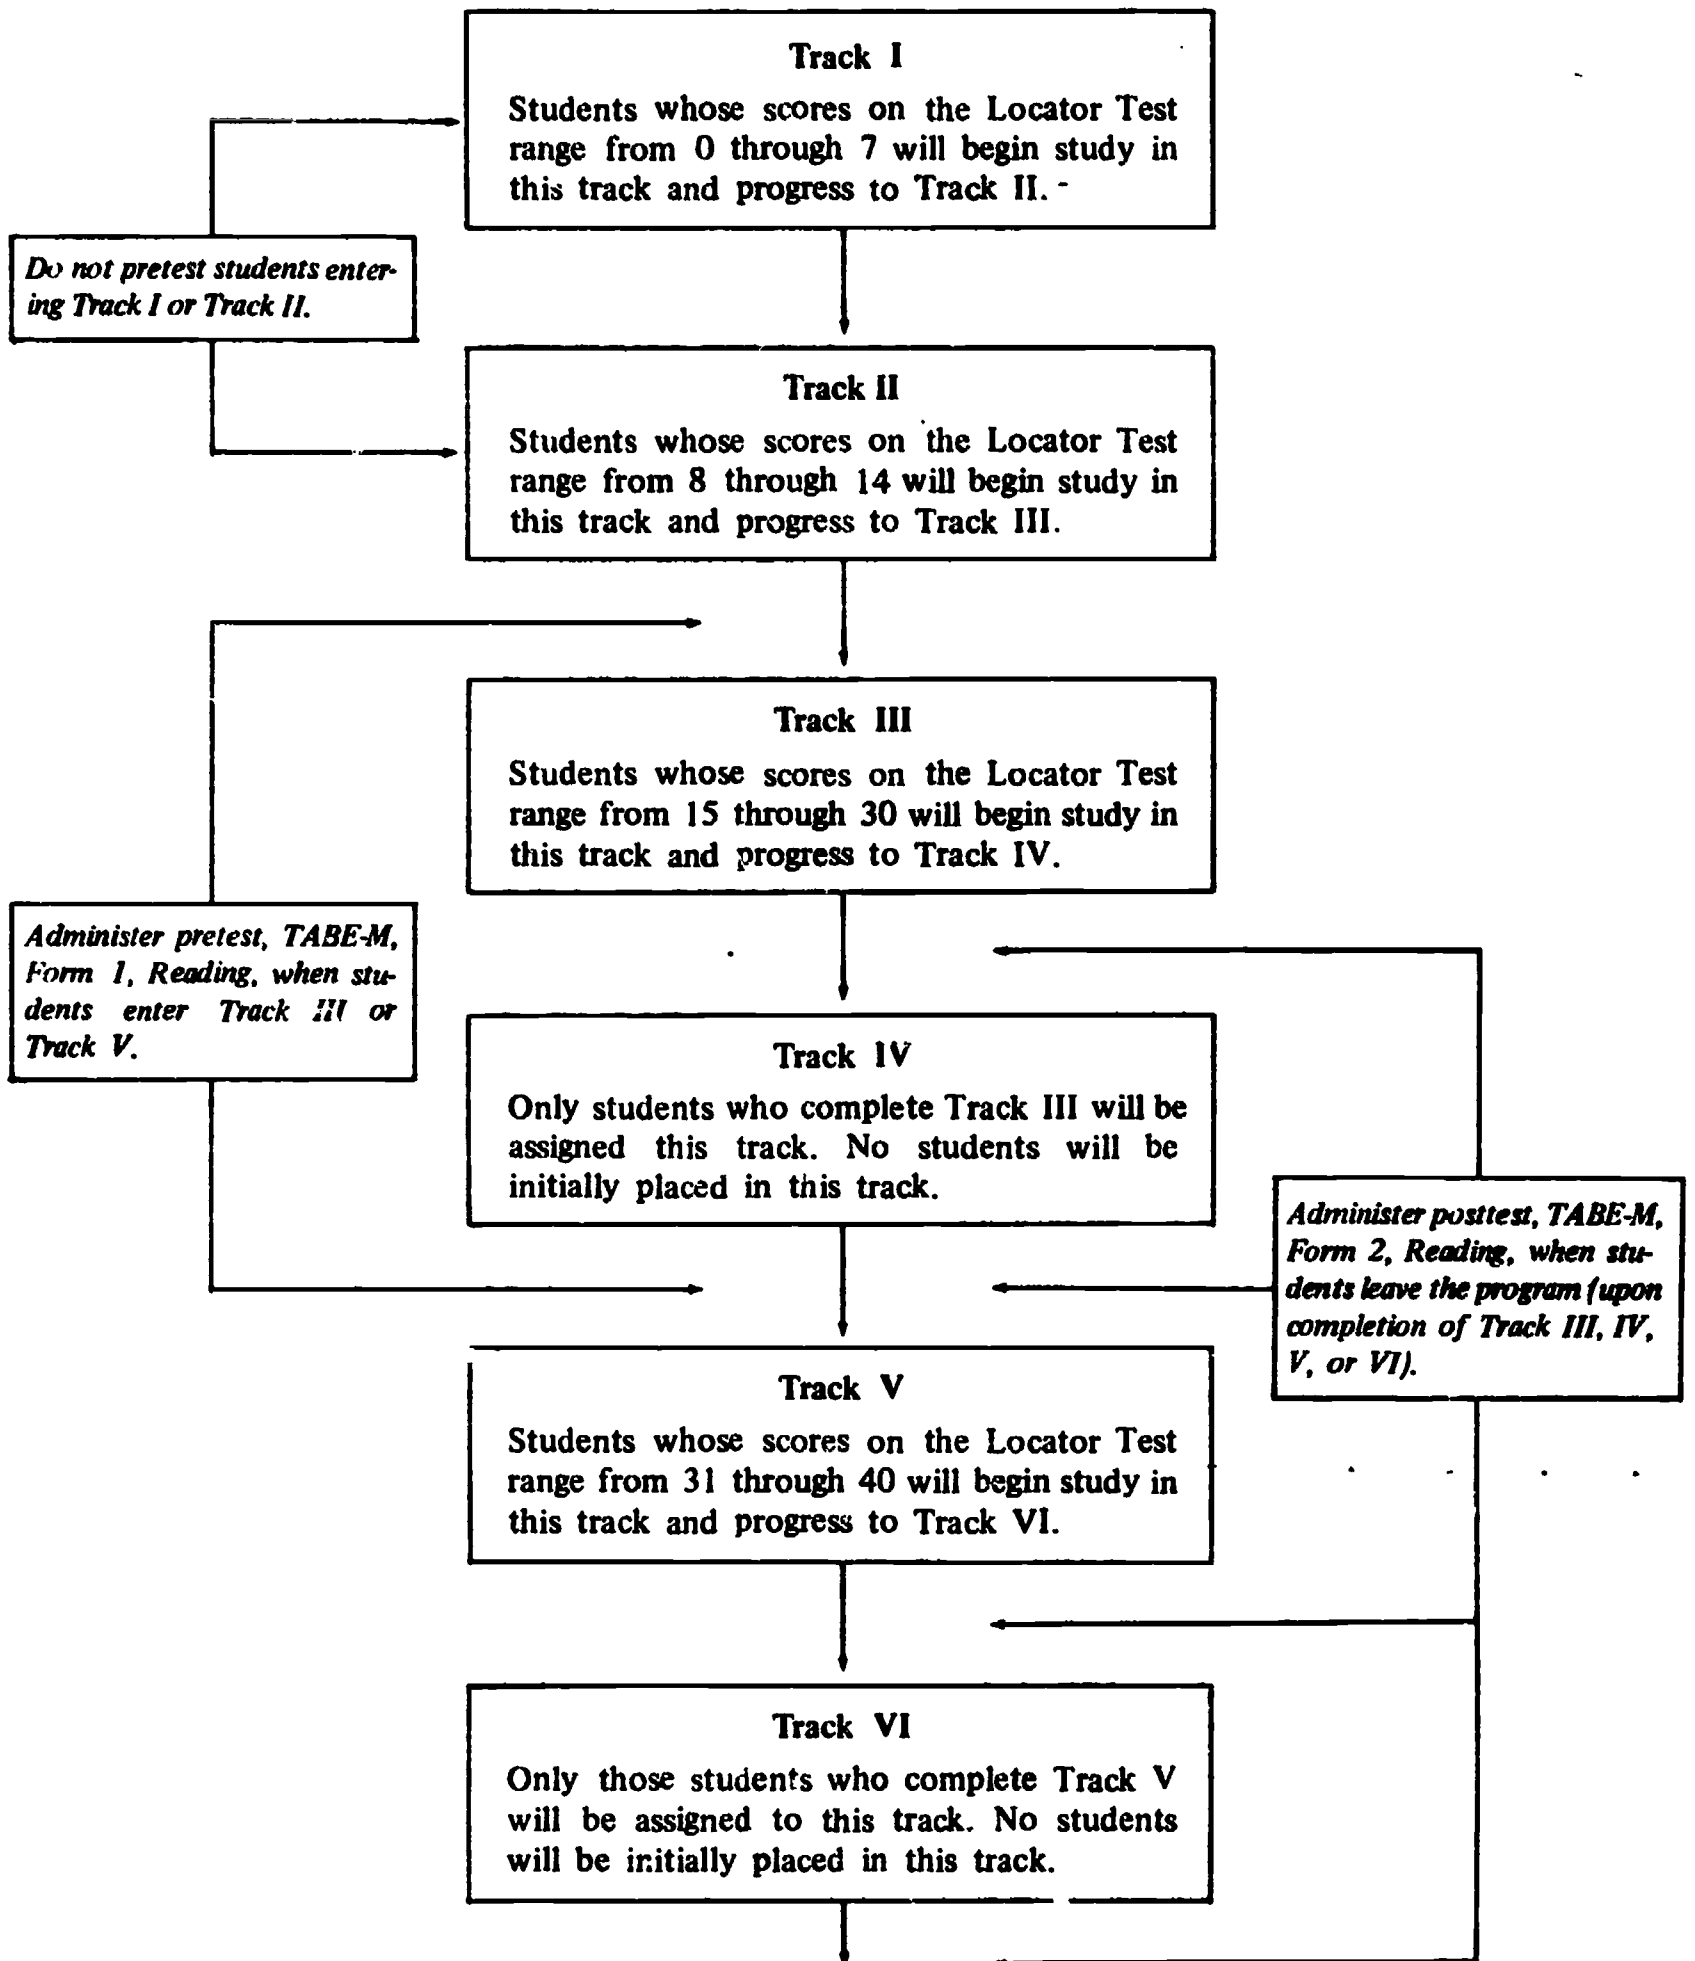 Track I
Students whose scores on the Locator Test
range from 0 through 7 will begin study in
this track and progress to Track II.
Do not pretest students enter-
ing Track I or Track II.
Track II
Students whose scores on the Locator Test
range from 8 through 14 will begin study in
this track and progress to Track III.
Track III
Students whose scores on the Locator Test
range from 15 through 30 will begin study in
this track and progress to Track IV.
Administer pretest, TABE-M,
Form 1, Reading, when stu-
dents enter Track III or
Track V.
Track IV
Only students who complete Track III will be
assigned this track. No students will be
initially placed in this track.
Administer posttest, TABE-M,
Form 2, Reading, when stu-
dents leave the program (upon
completion of Track III, IV,
V, or VI).
Track V
Students whose scores on the Locator Test
range from 31 through 40 will begin study in
this track and progress to Track VI.
Track VI
Only those students who complete Track V
will be assigned to this track. No students
will be initially placed in this track.